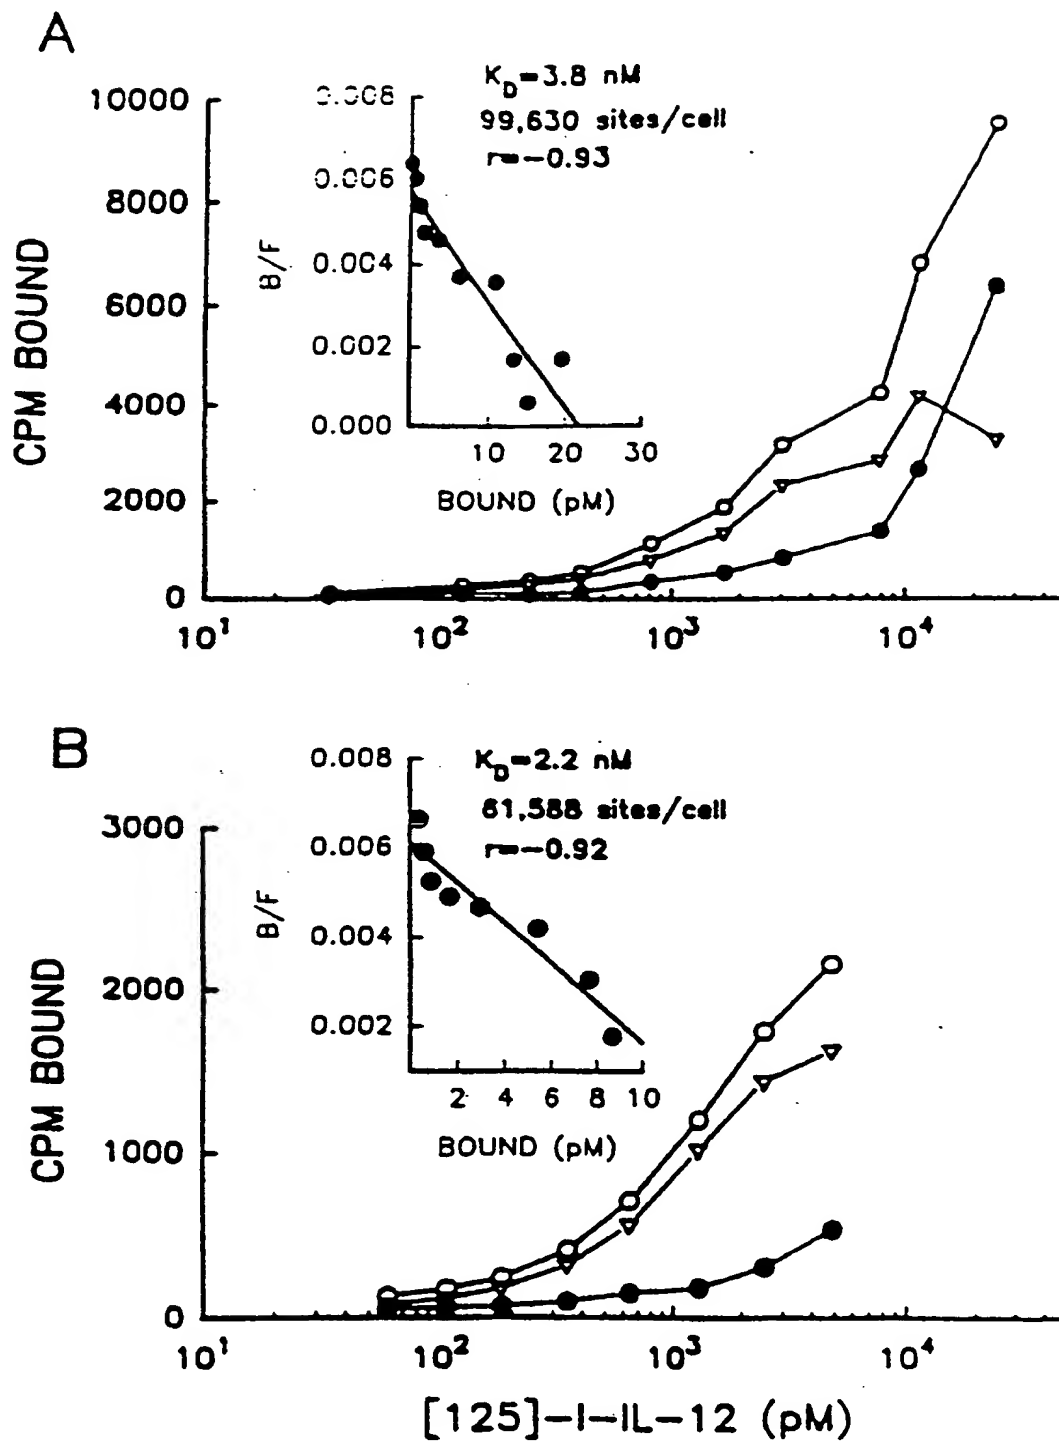 A
K_D=3.8 nM
99,630 sites/cell
r=-0.93
0.008
0.006
0.004
0.002
0.000
B/F
10 20 30
BOUND (pM)
10000
8000
6000
4000
2000
0
CPM BOUND
10¹ 10² 10³ 10⁴
B
K_D=2.2 nM
61,588 sites/cell
r=-0.92
0.008
0.006
0.004
0.002
B/F
2 4 6 8 10
BOUND (pM)
3000
2000
1000
0
CPM BOUND
10¹ 10² 10³ 10⁴
[125]-I-IL-12 (pM)